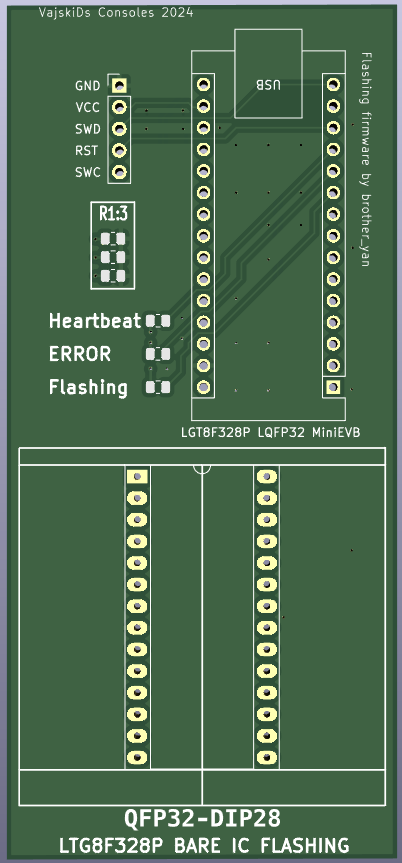 VajskiDs Consoles 2024
GND
VCC
SWD
RST
SWC
USB
Flashing firmware by brother_yan
R1:3
Heartbeat
ERROR
Flashing
LGT8F328P LQFP32 MiniEVB
QFP32-DIP28
LTG8F328P BARE IC FLASHING